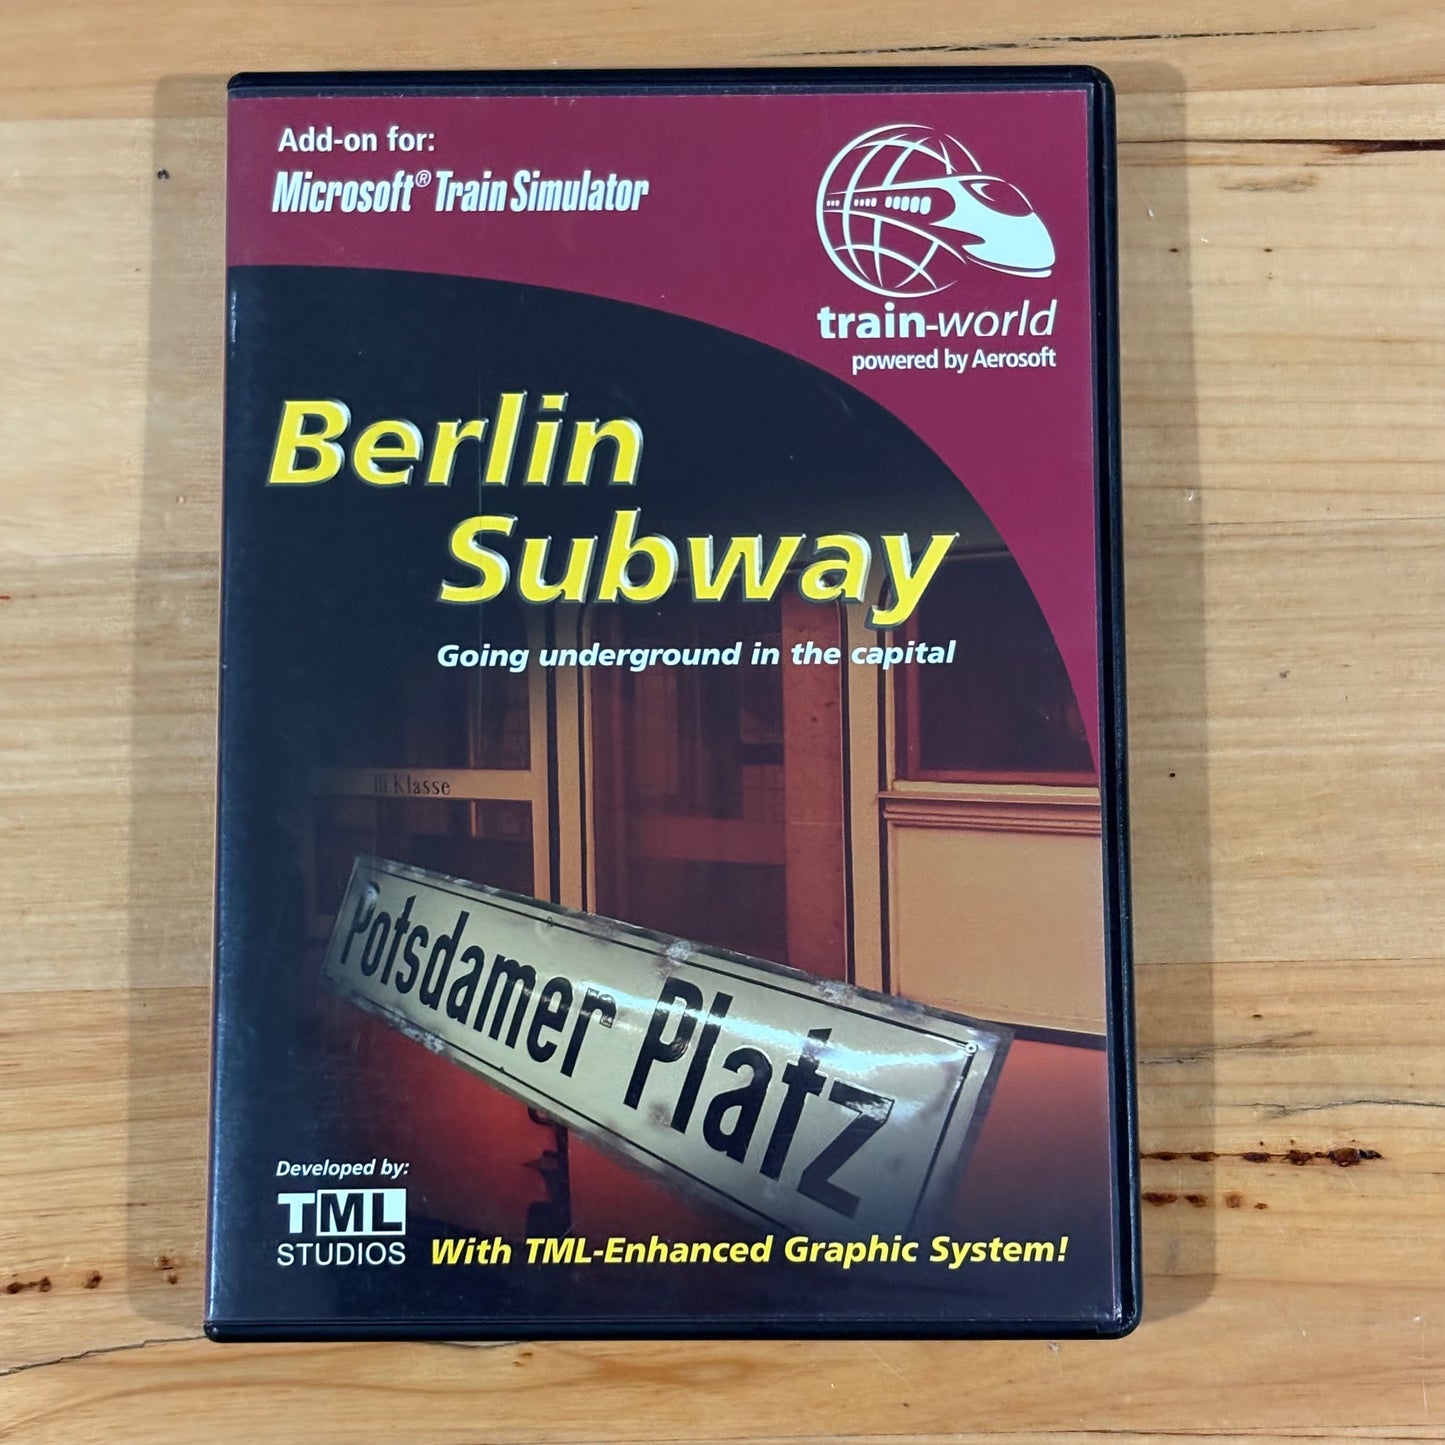 Add-on for:
Microsoft® Train Simulator
train-world
powered by Aerosoft
Berlin
Subway
Going underground in the capital
III.Klasse
Potsdamer Platz
Developed by:
TML
STUDIOS
With TML-Enhanced Graphic System!